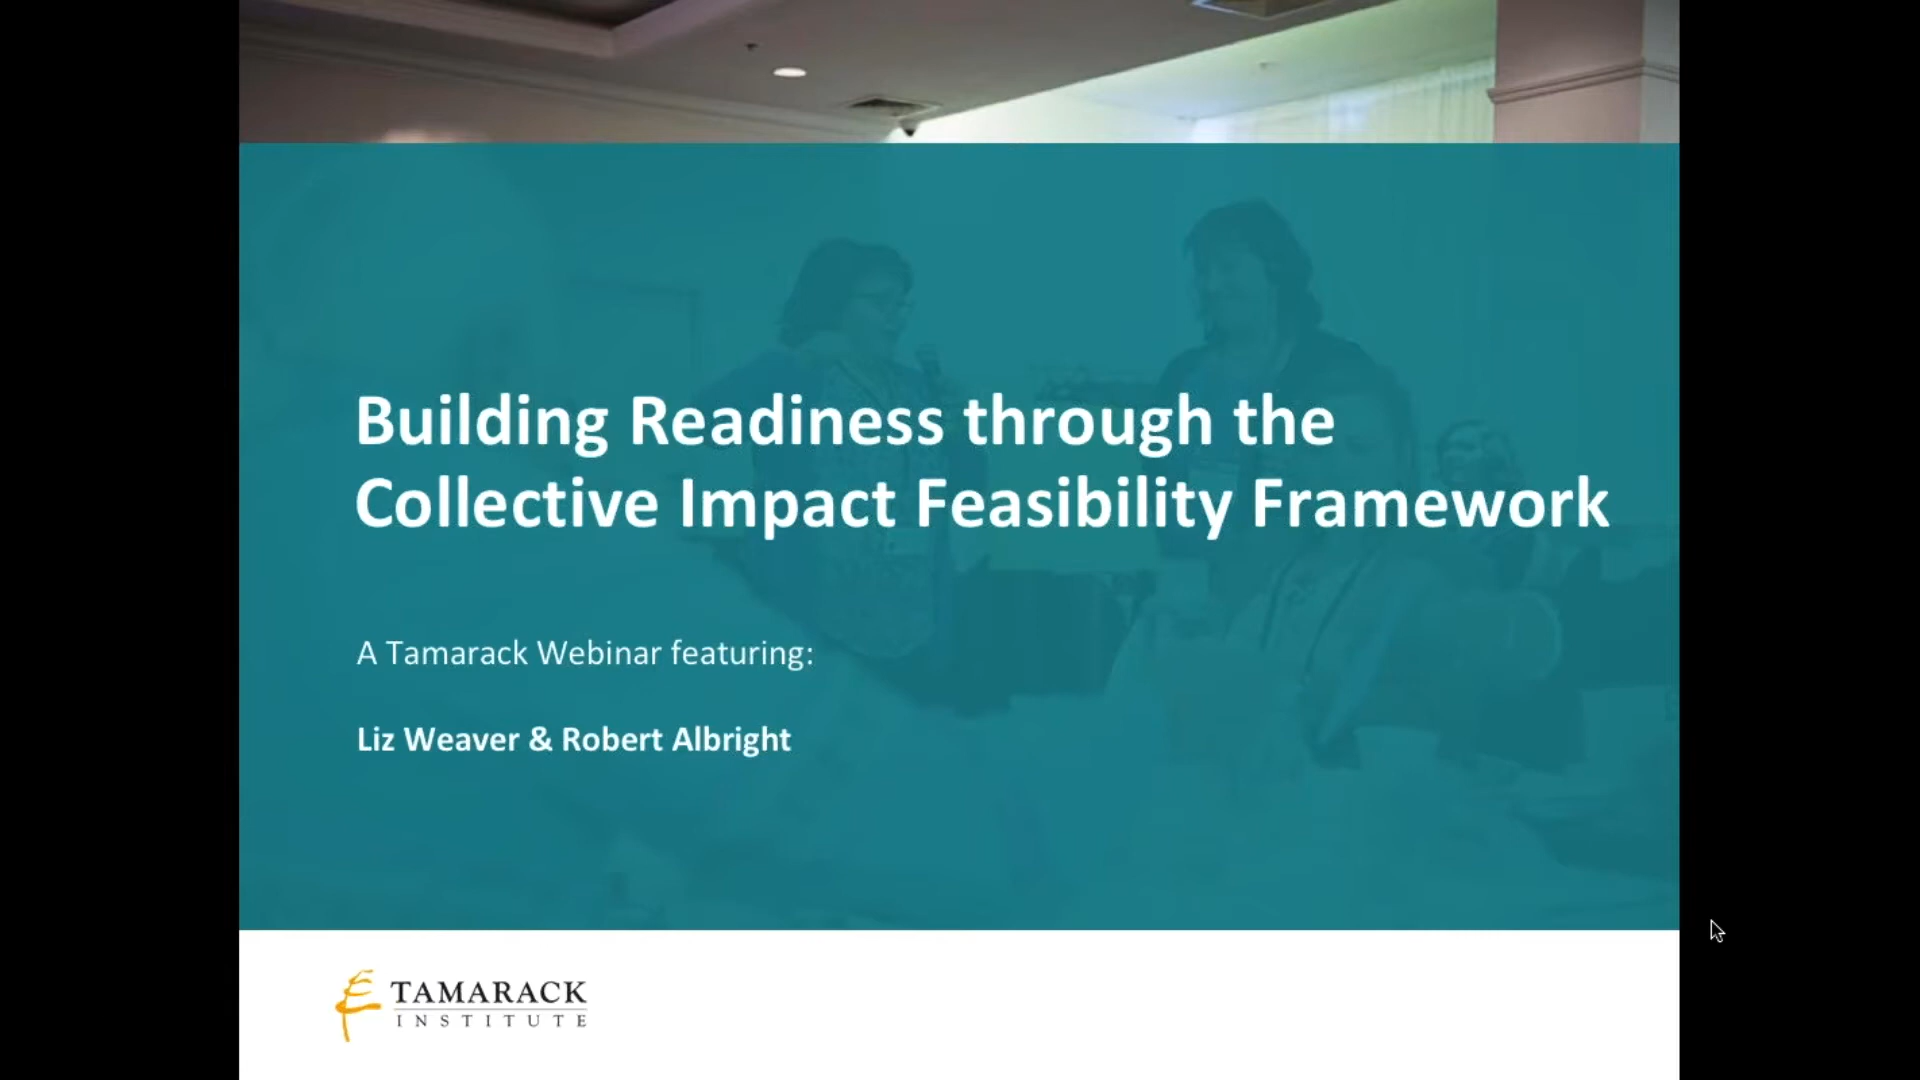 Building Readiness through the
Collective Impact Feasibility Framework
A Tamarack Webinar featuring:
Liz Weaver & Robert Albright
TAMARACK
INSTITUTE